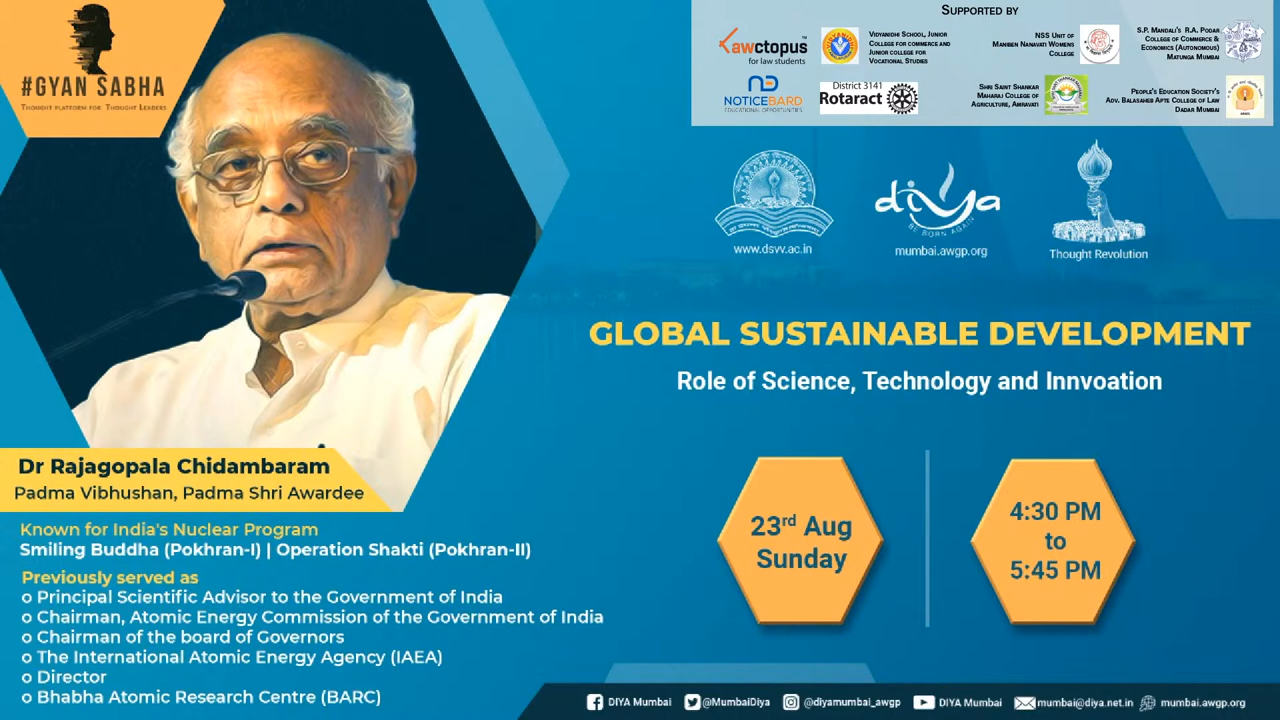 #GYAN SABHA
THOUGHT PLATFORM FOR THOUGHT LEADERS
SUPPORTED BY
Lawctopus™
for law students
VIDYANIDHI SCHOOL, JUNIOR
COLLEGE FOR COMMERCE AND
JUNIOR COLLEGE FOR
VOCATIONAL STUDIES
NSS UNIT OF
MANIBEN NANAVATI WOMENS
COLLEGE
S.P. MANDALI'S R.A. PODAR
COLLEGE OF COMMERCE &
ECONOMICS (AUTONOMOUS)
MATUNGA MUMBAI
NOTICEBARD
EDUCATIONAL OPPORTUNITIES
District 3141
Rotaract
SHRI SAINT SHANKAR
MAHARAJ COLLEGE OF
AGRICULTURE, AMRAVATI
PEOPLE'S EDUCATION SOCIETY'S
ADV. BALASAHEB APTE COLLEGE OF LAW
DADAR MUMBAI
www.dsvv.ac.in
diya
BE BORN AGAIN
mumbai.awgp.org
Thought Revolution
GLOBAL SUSTAINABLE DEVELOPMENT
Role of Science, Technology and Innvoation
23rd Aug
Sunday
4:30 PM
to
5:45 PM
Dr Rajagopala Chidambaram
Padma Vibhushan, Padma Shri Awardee
Known for India's Nuclear Program
Smiling Buddha (Pokhran-I) | Operation Shakti (Pokhran-II)
Previously served as
o Principal Scientific Advisor to the Government of India
o Chairman, Atomic Energy Commission of the Government of India
o Chairman of the board of Governors
o The International Atomic Energy Agency (IAEA)
o Director
o Bhabha Atomic Research Centre (BARC)
DIYA Mumbai @MumbaiDiya @diyamumbai_awgp DIYA Mumbai mumbai@diya.net.in mumbai.awgp.org